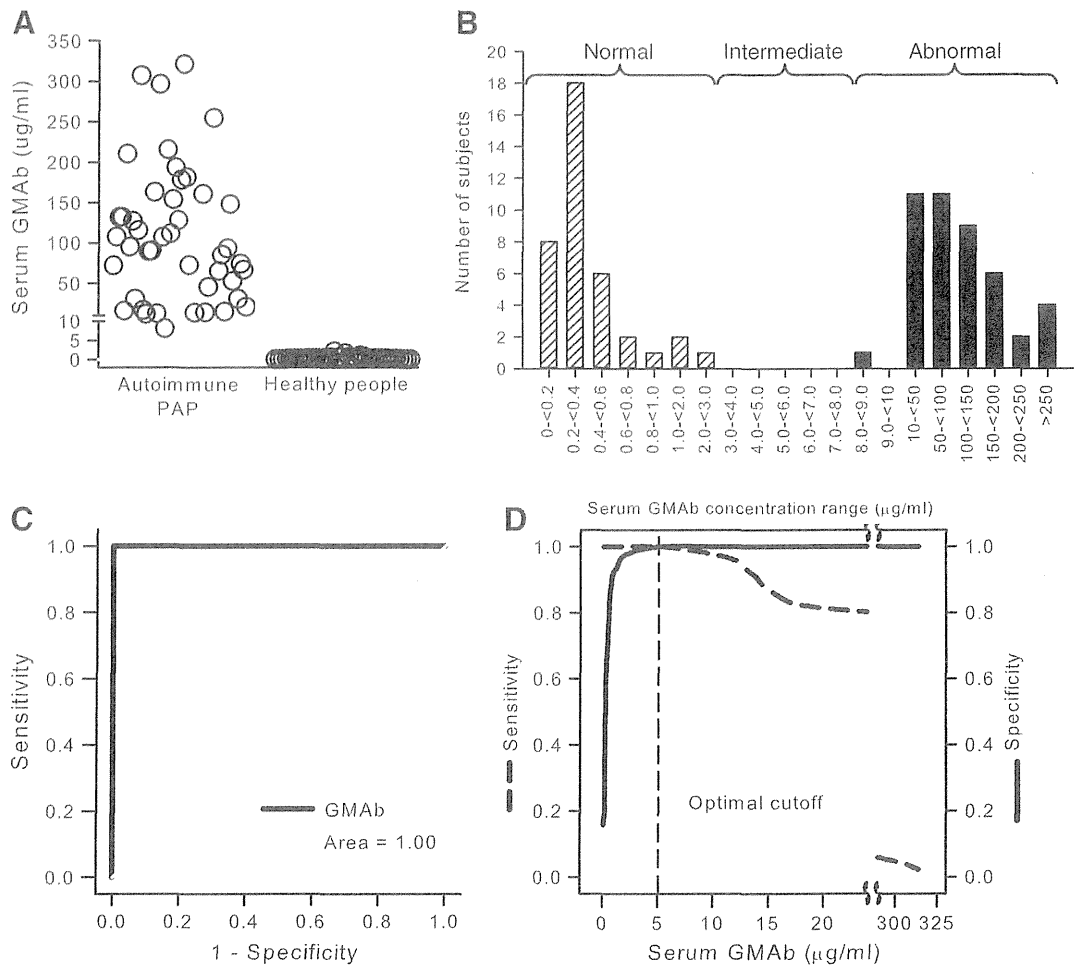 A
350
300
250
200
150
100
50
10
5
0
Serum GMAb (ug/ml)
Autoimmune
PAP
Healthy people
B
Normal
Intermediate
Abnormal
20
18
16
14
12
10
8
6
4
2
0
Number of subjects
0-<0.2
0.2-<0.4
0.4-<0.6
0.6-<0.8
0.8-<1.0
1.0-<2.0
2.0-<3.0
3.0-<4.0
4.0-<5.0
5.0-<6.0
6.0-<7.0
7.0-<8.0
8.0-<9.0
9.0-<10
10-<50
50-<100
100-<150
150-<200
200-<250
>250
Serum GMAb concentration range (μg/ml)
C
1.0
0.8
0.6
0.4
0.2
0.0
Sensitivity
GMAb
Area = 1.00
0.0 0.2 0.4 0.6 0.8 1.0
1 - Specificity
D
1.0
0.8
0.6
0.4
0.2
0.0
Sensitivity
Optimal cutoff
1.0
0.8
0.6
0.4
0.2
0.0
Specificity
0 5 10 15 20 300 325
Serum GMAb (μg/ml)